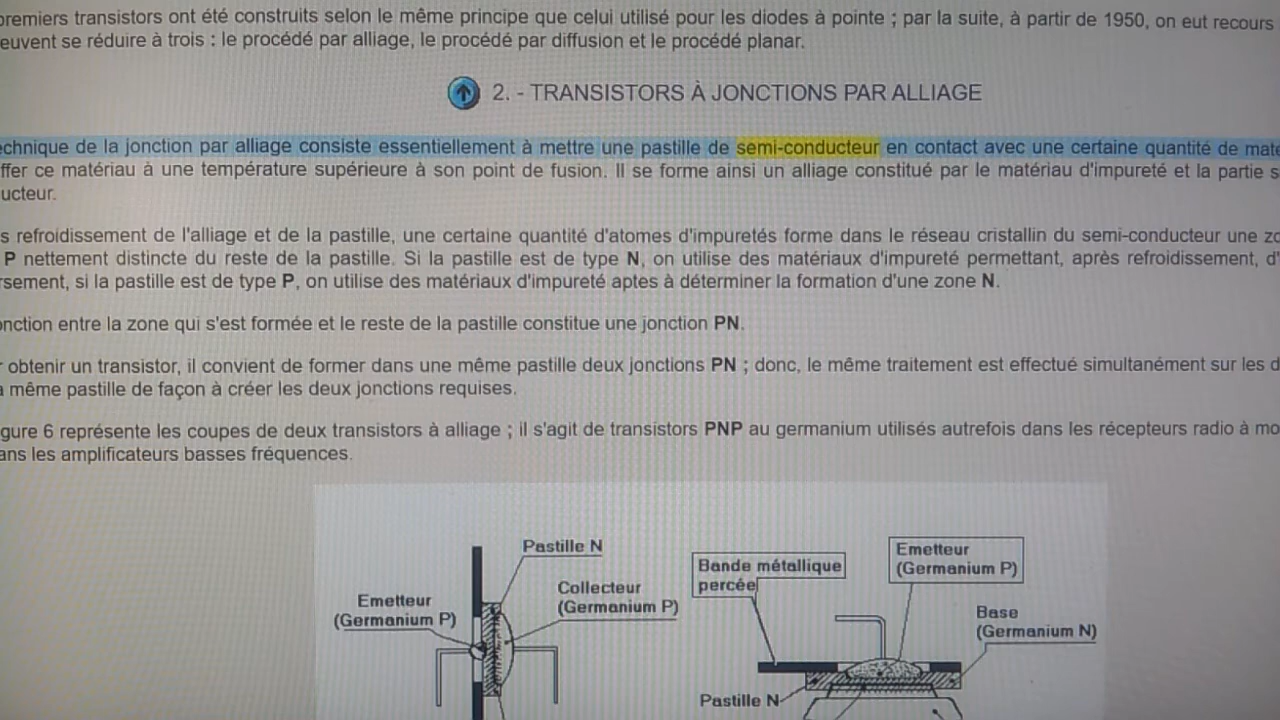 premiers transistors ont été construits selon le même principe que celui utilisé pour les diodes à pointe ; par la suite, à partir de 1950, on eut recours
euvent se réduire à trois : le procédé par alliage, le procédé par diffusion et le procédé planar.
2. - TRANSISTORS À JONCTIONS PAR ALLIAGE
echnique de la jonction par alliage consiste essentiellement à mettre une pastille de semi-conducteur en contact avec une certaine quantité de mat
ffer ce matériau à une température supérieure à son point de fusion. Il se forme ainsi un alliage constitué par le matériau d'impureté et la partie s
ucteur.
s refroidissement de l'alliage et de la pastille, une certaine quantité d'atomes d'impuretés forme dans le réseau cristallin du semi-conducteur une zo
P nettement distincte du reste de la pastille. Si la pastille est de type N, on utilise des matériaux d'impureté permettant, après refroidissement, d'
rsement, si la pastille est de type P, on utilise des matériaux d'impureté aptes à déterminer la formation d'une zone N.
onction entre la zone qui s'est formée et le reste de la pastille constitue une jonction PN.
r obtenir un transistor, il convient de former dans une même pastille deux jonctions PN ; donc, le même traitement est effectué simultanément sur les d
a même pastille de façon à créer les deux jonctions requises.
gure 6 représente les coupes de deux transistors à alliage ; il s'agit de transistors PNP au germanium utilisés autrefois dans les récepteurs radio à mo
ans les amplificateurs basses fréquences.
Pastille N
Emetteur
(Germanium P)
Collecteur
(Germanium P)
Bande métallique
percée
Emetteur
(Germanium P)
Base
(Germanium N)
Pastille N